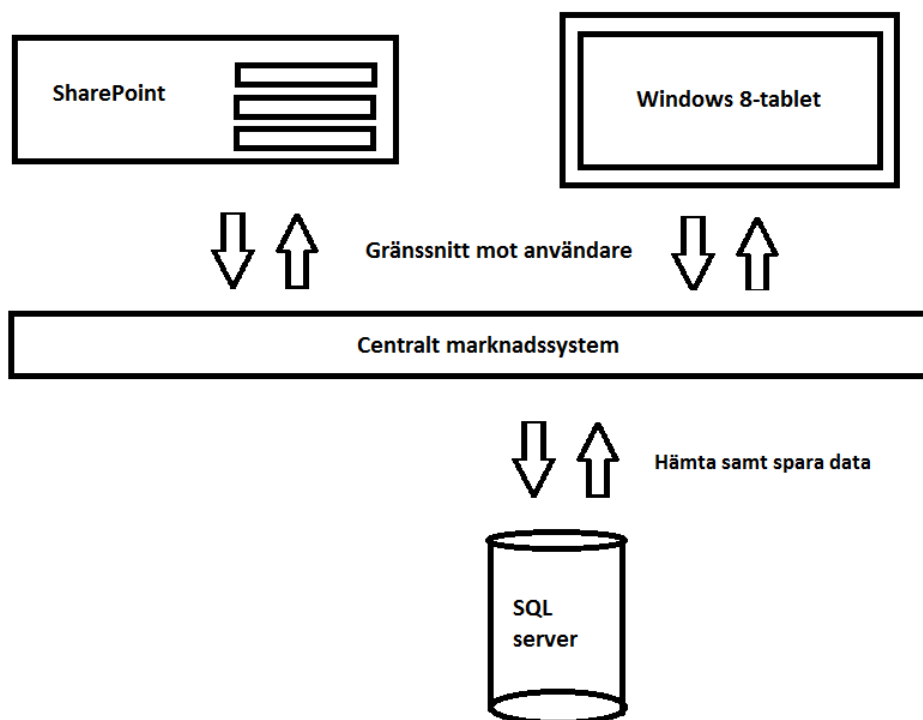 SharePoint
Windows 8-tablet
Gränssnitt mot användare
Centralt marknadssystem
Hämta samt spara data
SQL
server